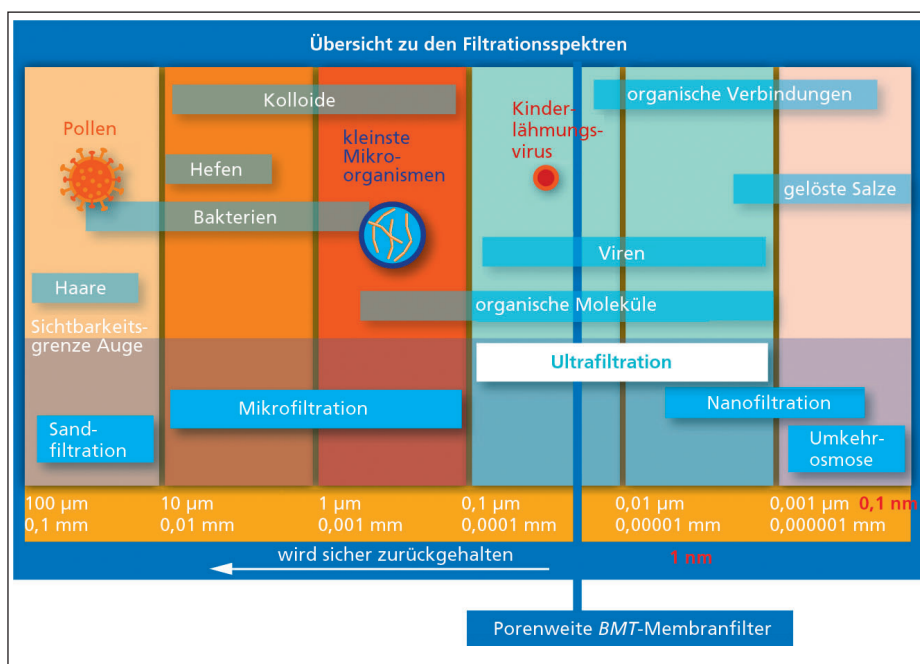 Übersicht zu den Filtrationsspektren
Kolloide
organische Verbindungen
Pollen
kleinste
Mikro-
organismen
Kinder-
lähmungs-
virus
Hefen
gelöste Salze
Bakterien
Viren
Haare
organische Moleküle
Sichtbarkeits-
grenze Auge
Ultrafiltration
Mikrofiltration
Nanofiltration
Sand-
filtration
Umkehr-
osmose
100 µm
0,1 mm
10 µm
0,01 mm
1 µm
0,001 mm
0,1 µm
0,0001 mm
0,01 µm
0,00001 mm
0,001 µm 0,1 nm
0,000001 mm
wird sicher zurückgehalten
1 nm
Porenweite BMT-Membranfilter